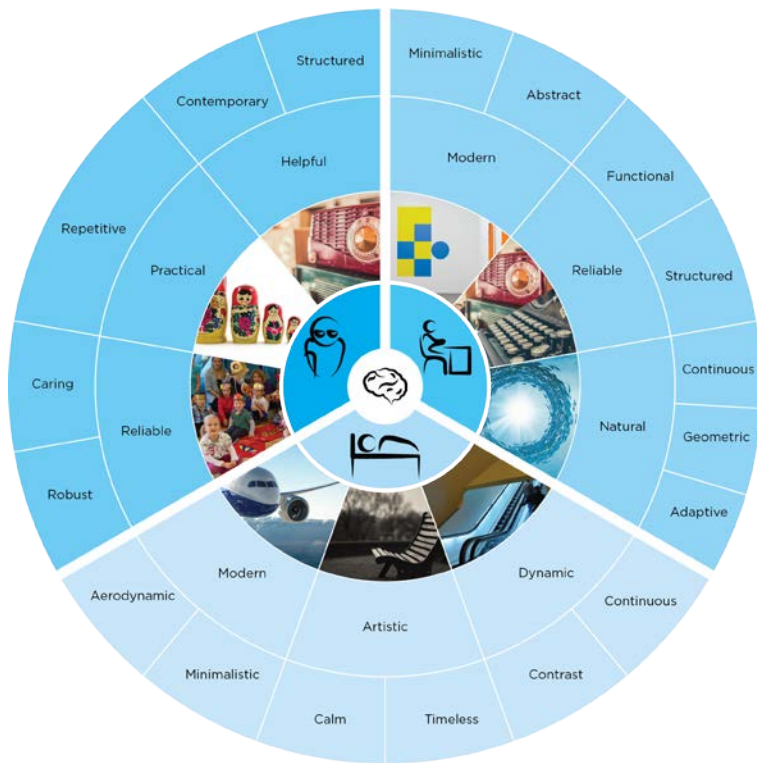 Structured
Minimalistic
Contemporary
Abstract
Helpful
Modern
Functional
Repetitive
Practical
Reliable
Structured
Caring
Reliable
Natural
Continuous
Geometric
Robust
Adaptive
Modern
Dynamic
Aerodynamic
Continuous
Artistic
Minimalistic
Contrast
Calm
Timeless